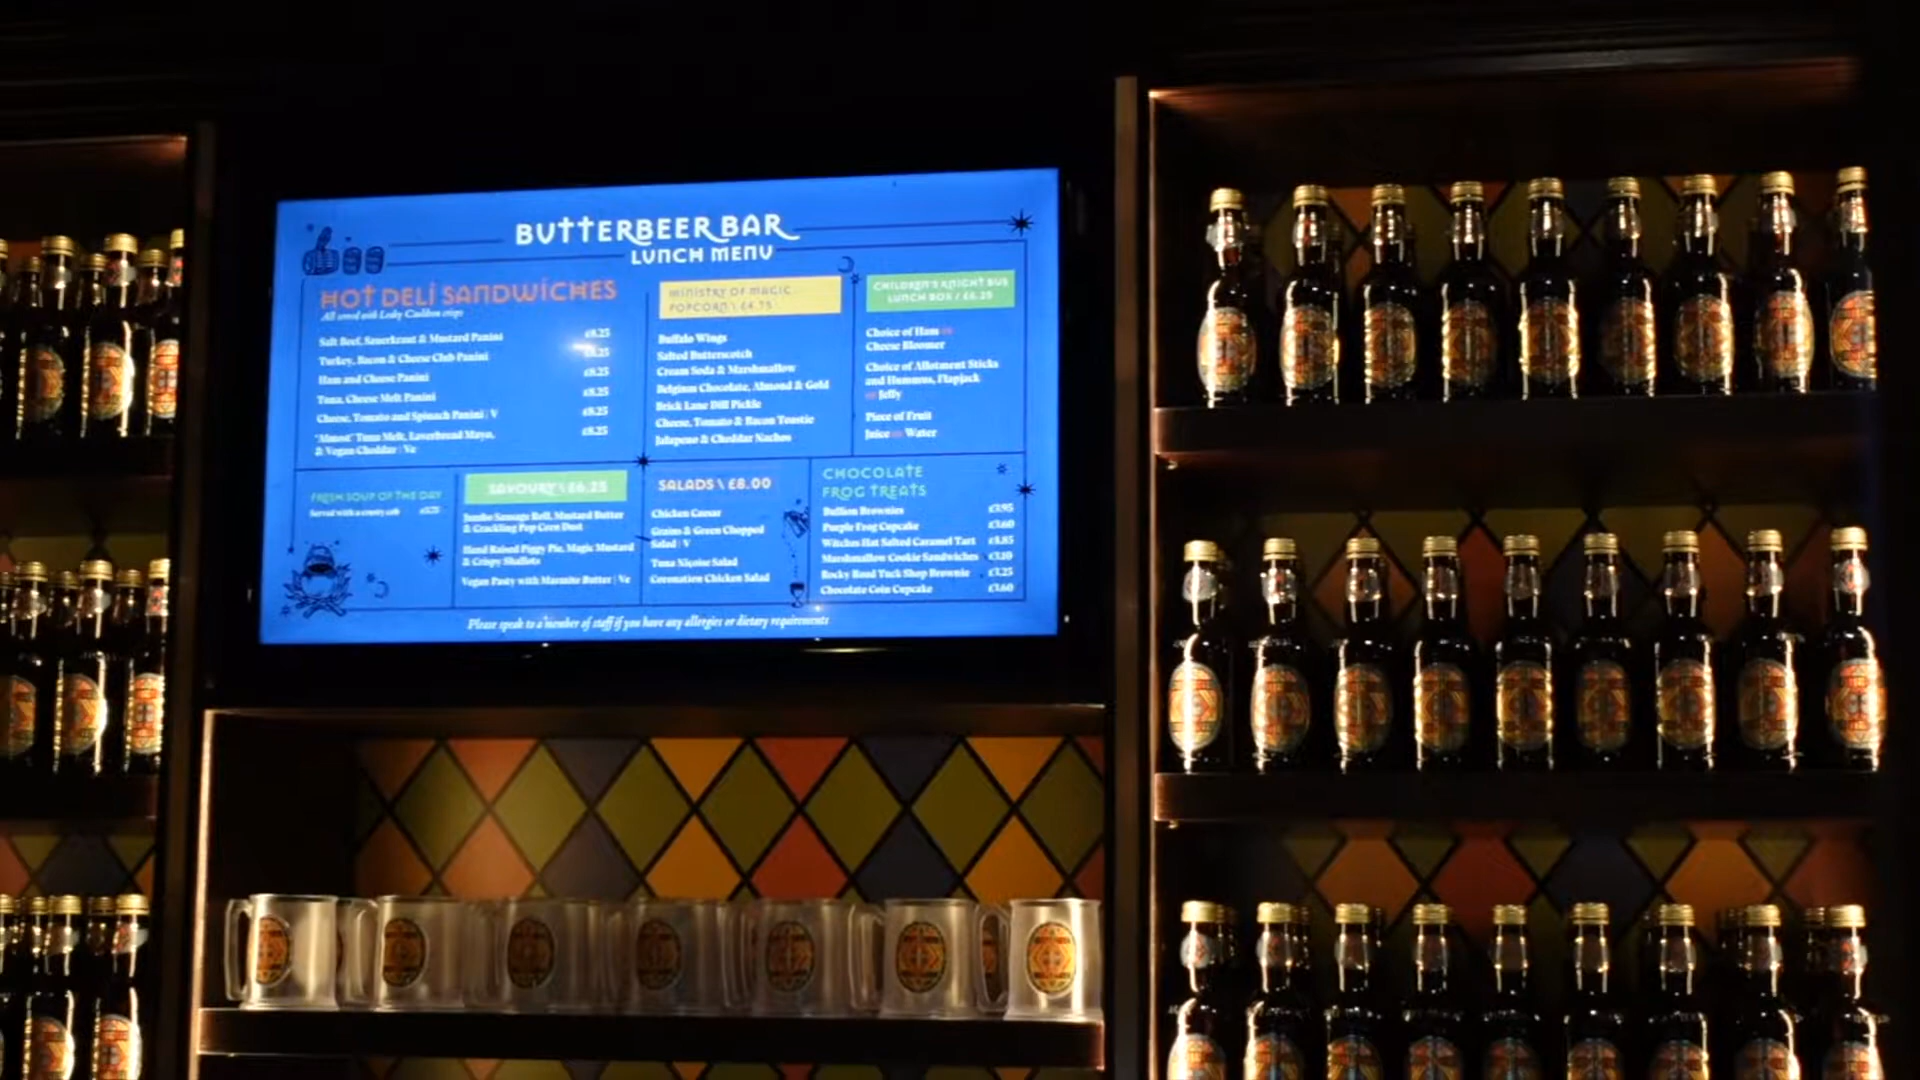 BUTTERBEER BAR
LUNCH MENU
HOT DELI SANDWICHES
All served with Leaky Cauldron crisps
Salt Beef, Sauerkraut & Mustard Panini £8.25
Turkey, Bacon & Cheese Club Panini £8.25
Ham and Cheese Panini £8.25
Tuna, Cheese Melt Panini £8.25
Cheese, Tomato and Spinach Panini | V £8.25
"Almost" Tuna Melt, Laverbread Mayo, £8.25
& Vegan Cheddar | Ve
MINISTRY OF MAGIC
POPCORN \ £4.75
Buffalo Wings
Salted Butterscotch
Cream Soda & Marshmallow
Belgium Chocolate, Almond & Gold
Brick Lane Dill Pickle
Cheese, Tomato & Bacon Toastie
Jalapeno & Cheddar Nachos
CHILDREN'S KNIGHT BUS
LUNCH BOX / £6.25
Choice of Ham or
Cheese Bloomer
Choice of Allotment Sticks
and Hummus, Flapjack
or Jelly
Piece of Fruit
Juice or Water
FRESH SOUP OF THE DAY
Served with a crusty cob
SAVOURY \ £6.25
Jumbo Sausage Roll, Mustard Butter
& Crackling Pop Corn Dust
Hand Raised Piggy Pie, Magic Mustard
& Crispy Shallots
Vegan Pasty with Marmite Butter | Ve
SALADS \ £8.00
Chicken Caesar
Grains & Green Chopped
Salad | V
Tuna Niçoise Salad
Coronation Chicken Salad
CHOCOLATE
FROG TREATS
Bullion Brownies £3.95
Purple Frog Cupcake £3.60
Witches Hat Salted Caramel Tart £3.85
Marshmallow Cookie Sandwiches £3.10
Rocky Road Tuck Shop Brownie £3.25
Chocolate Coin Cupcake £3.60
Please speak to a member of staff if you have any allergies or dietary requirements